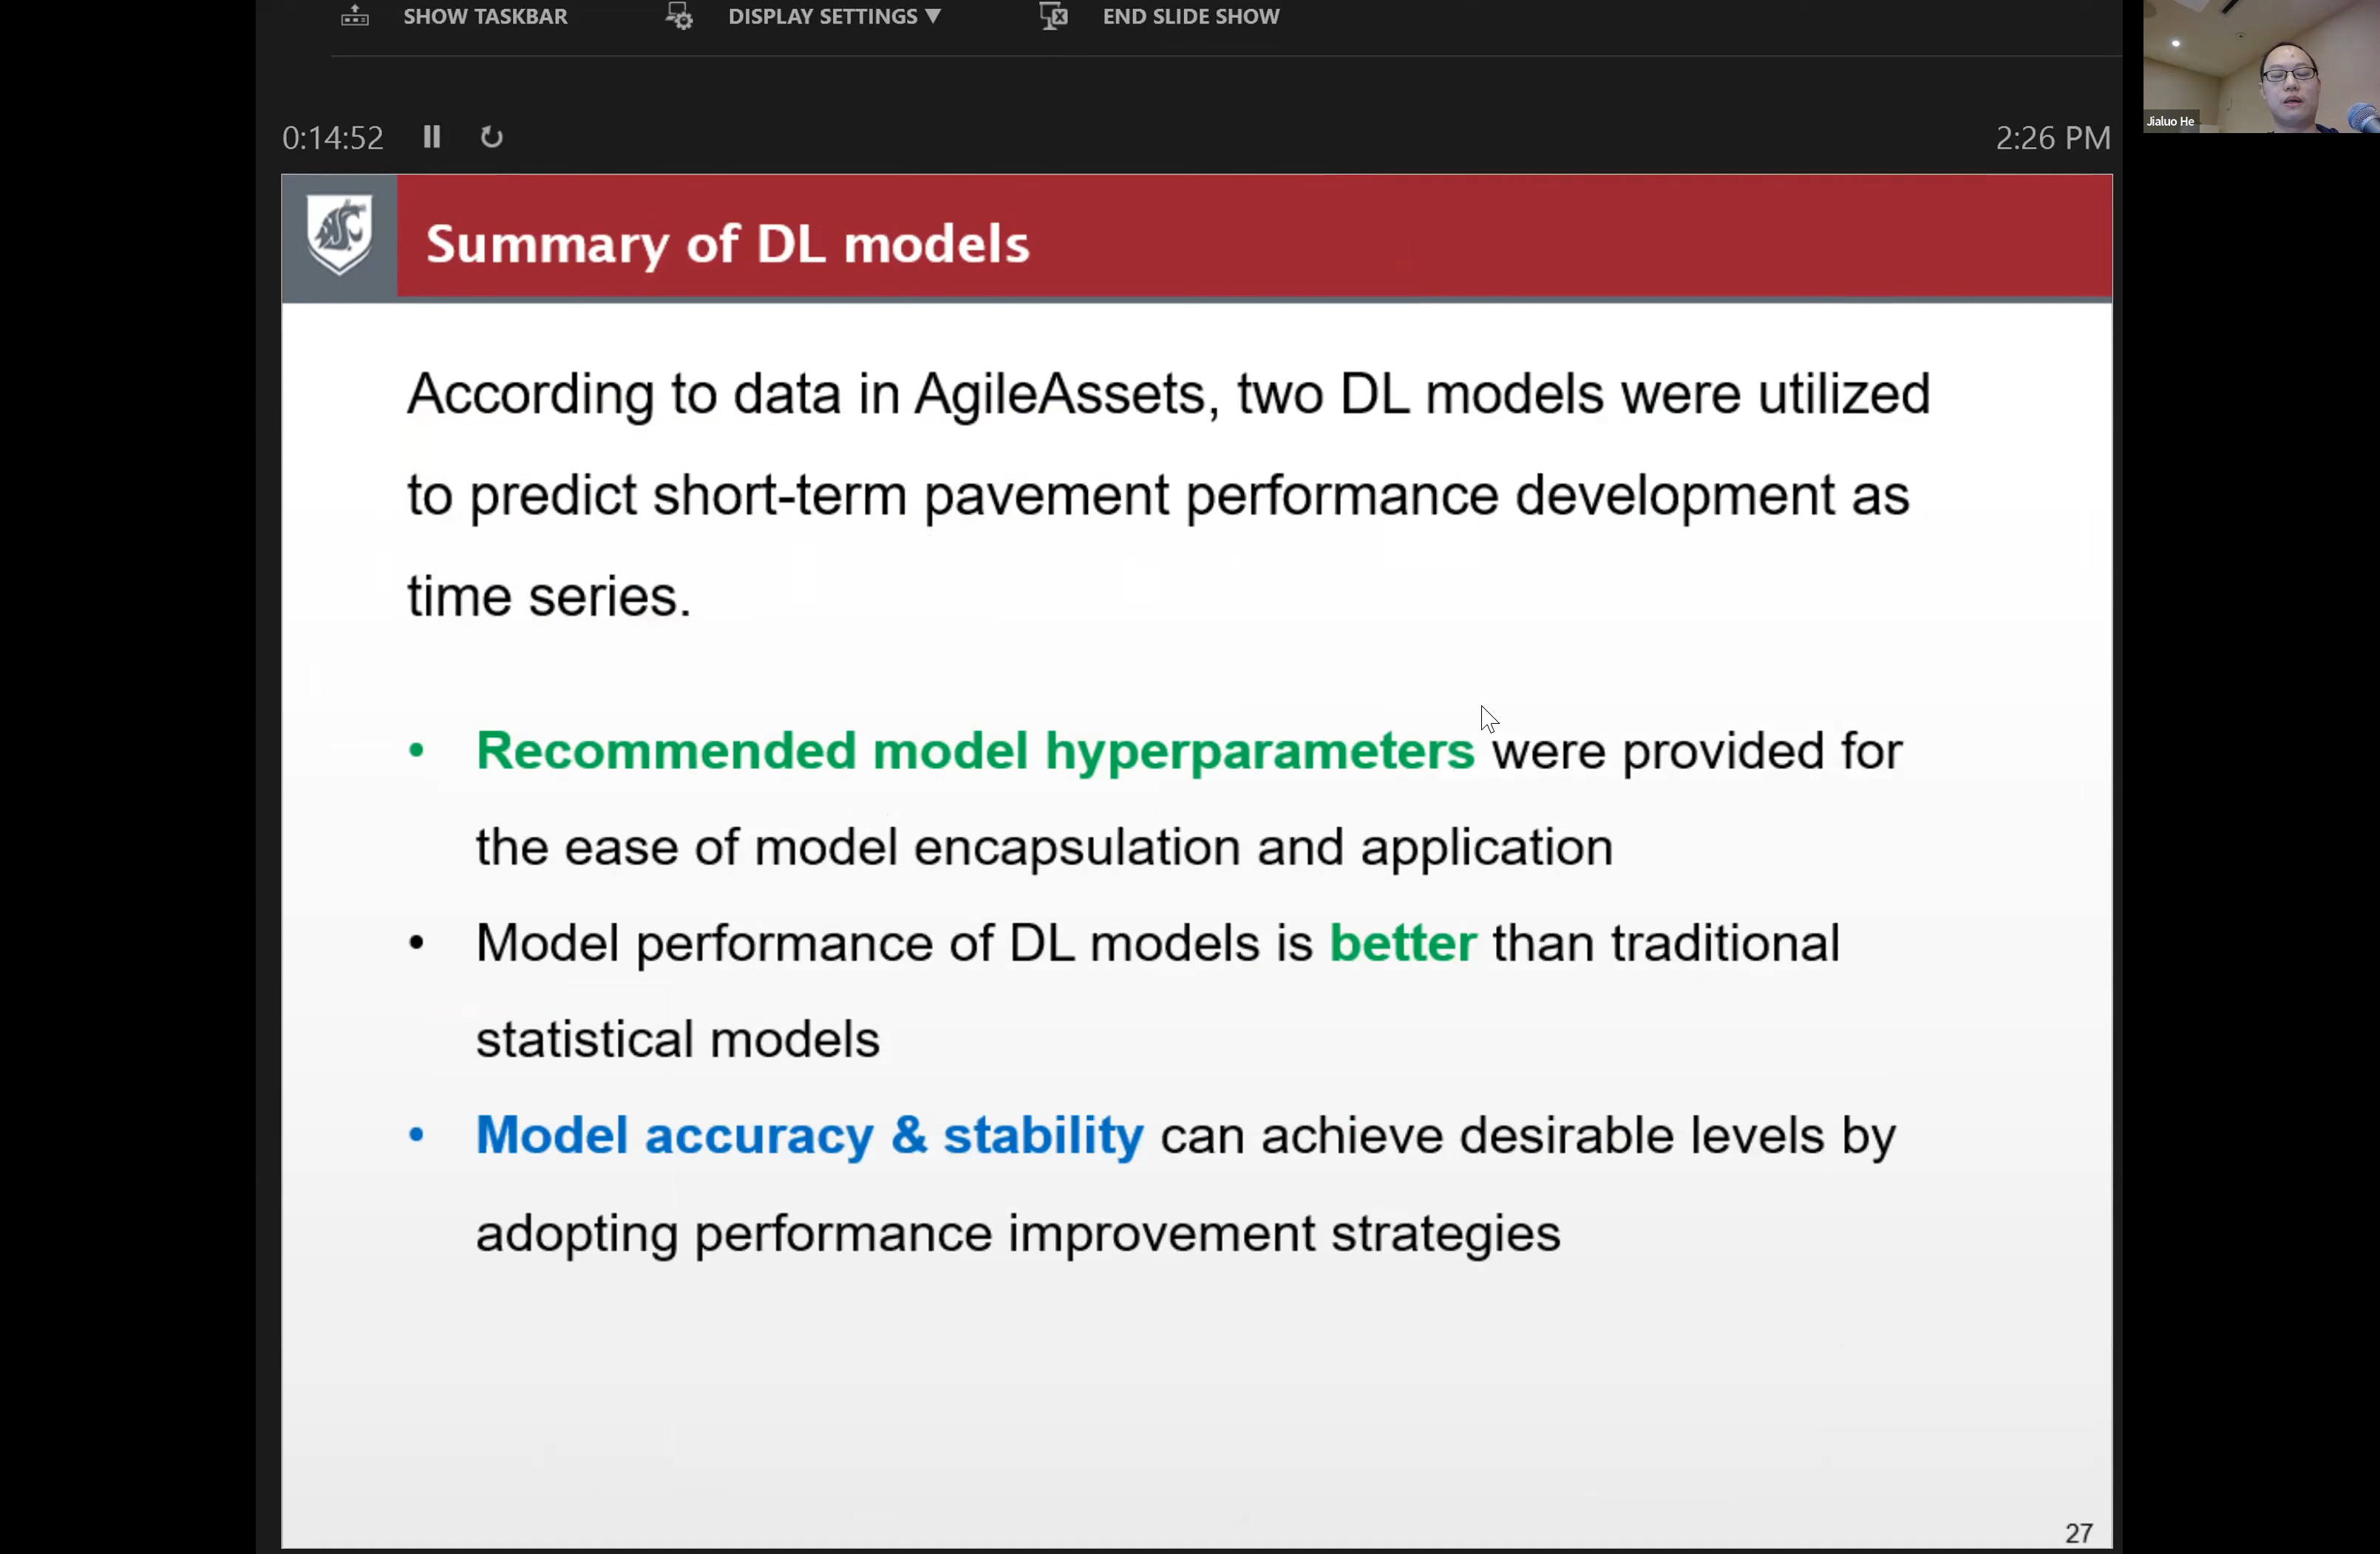 SHOW TASKBAR DISPLAY SETTINGS ▼ END SLIDE SHOW
Jialuo He
0:14:52 2:26 PM
Summary of DL models
According to data in AgileAssets, two DL models were utilized
to predict short-term pavement performance development as
time series.
• Recommended model hyperparameters were provided for
the ease of model encapsulation and application
• Model performance of DL models is better than traditional
statistical models
• Model accuracy & stability can achieve desirable levels by
adopting performance improvement strategies
27